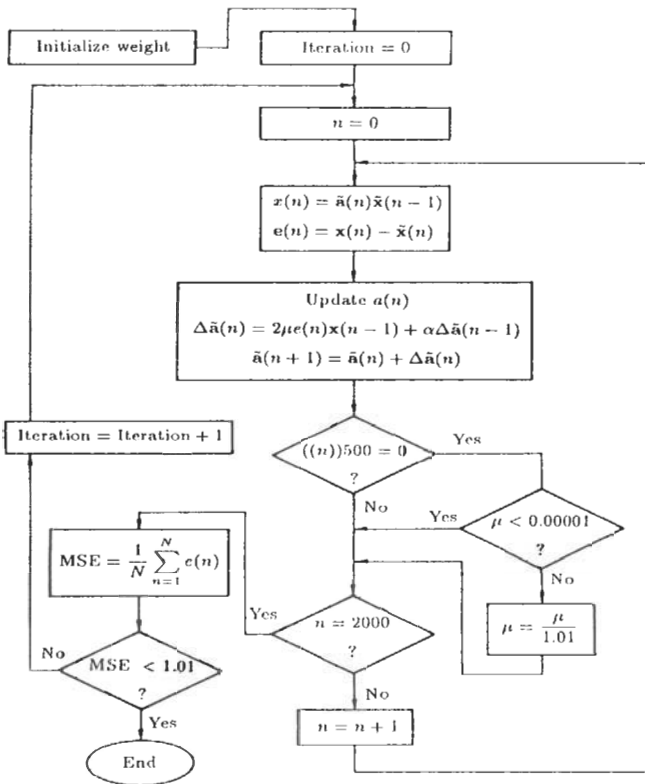 Initialize weight
Iteration = 0
n = 0
x(n) = ã(n)x̃(n − 1)
e(n) = x(n) − x̃(n)
Update a(n)
Δã(n) = 2μe(n)x(n − 1) + αΔã(n − 1)
ã(n + 1) = ã(n) + Δã(n)
Iteration = Iteration + 1
((n))500 = 0
?
Yes
No
Yes
μ < 0.00001
?
No
MSE = 1/N ∑_{n=1}^{N} e(n)
Yes
n = 2000
?
μ = μ/1.01
No
MSE < 1.01
?
No
Yes
n = n + 1
End